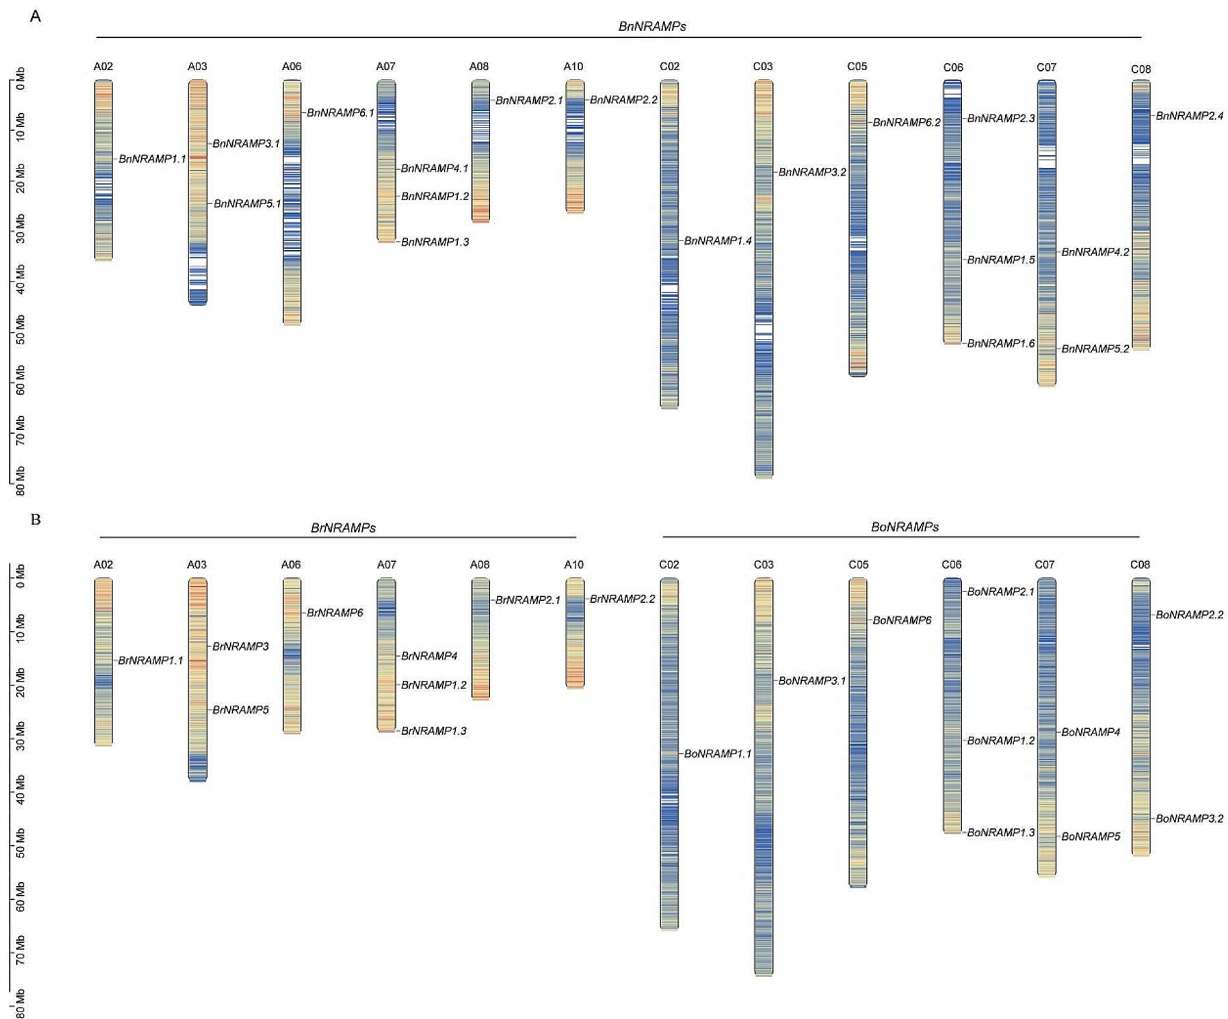 A
BnNRAMPs
A02 A03 A06 A07 A08 A10 C02 C03 C05 C06 C07 C08
0 Mb
10 Mb
20 Mb
30 Mb
40 Mb
50 Mb
60 Mb
70 Mb
80 Mb
BnNRAMP1.1
BnNRAMP3.1
BnNRAMP5.1
BnNRAMP6.1
BnNRAMP4.1
BnNRAMP1.2
BnNRAMP1.3
BnNRAMP2.1
BnNRAMP2.2
BnNRAMP1.4
BnNRAMP3.2
BnNRAMP6.2
BnNRAMP2.3
BnNRAMP1.5
BnNRAMP1.6
BnNRAMP4.2
BnNRAMP5.2
BnNRAMP2.4
B
BrNRAMPs
BoNRAMPs
A02 A03 A06 A07 A08 A10 C02 C03 C05 C06 C07 C08
0 Mb
10 Mb
20 Mb
30 Mb
40 Mb
50 Mb
60 Mb
70 Mb
80 Mb
BrNRAMP1.1
BrNRAMP3
BrNRAMP5
BrNRAMP6
BrNRAMP4
BrNRAMP1.2
BrNRAMP1.3
BrNRAMP2.1
BrNRAMP2.2
BoNRAMP1.1
BoNRAMP3.1
BoNRAMP6
BoNRAMP2.1
BoNRAMP1.2
BoNRAMP1.3
BoNRAMP4
BoNRAMP5
BoNRAMP2.2
BoNRAMP3.2